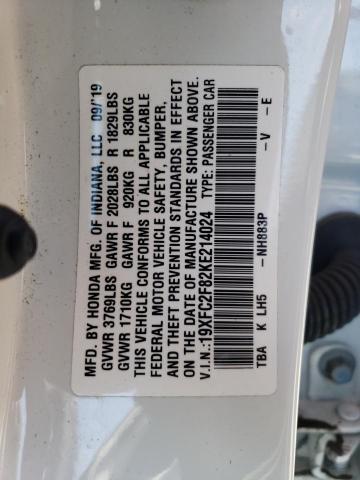 MFD. BY HONDA MFG. OF INDIANA, LLC 09/'19
GVWR 3769LBS GAWR F 2028LBS R 1829LBS
GVWR 1710KG GAWR F 920KG R 830KG
THIS VEHICLE CONFORMS TO ALL APPLICABLE
FEDERAL MOTOR VEHICLE SAFETY, BUMPER,
AND THEFT PREVENTION STANDARDS IN EFFECT
ON THE DATE OF MANUFACTURE SHOWN ABOVE.
V.I.N.:19XFC2F82KE214024 TYPE: PASSENGER CAR
TBA K LH5 -NH883P -V -E